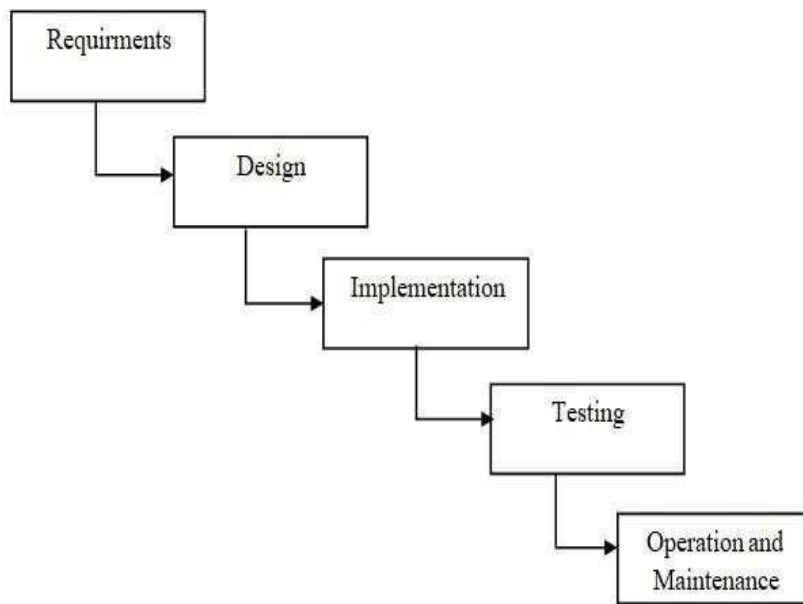 Requirments
Design
Implementation
Testing
Operation and
Maintenance